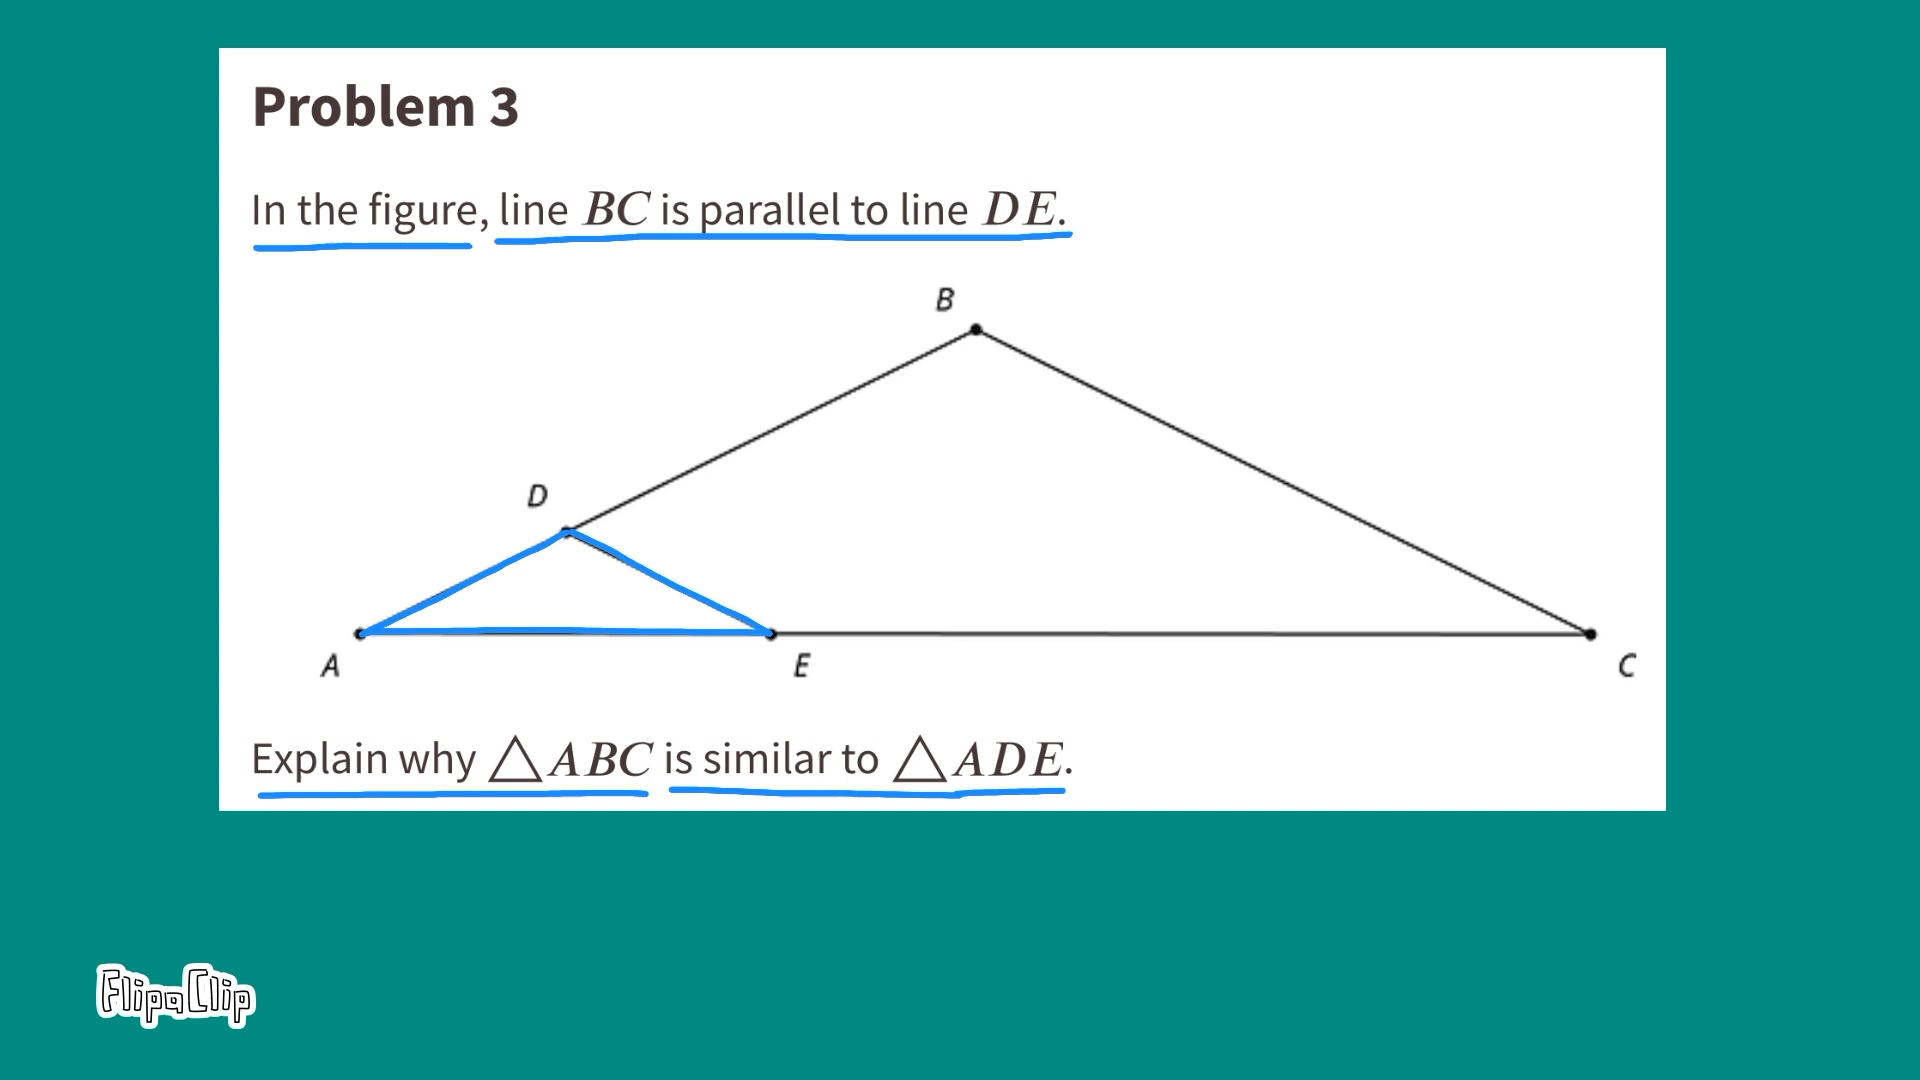 Problem 3
In the figure, line BC is parallel to line DE.
B
D
A E C
Explain why △ABC is similar to △ADE.
FlipaClip